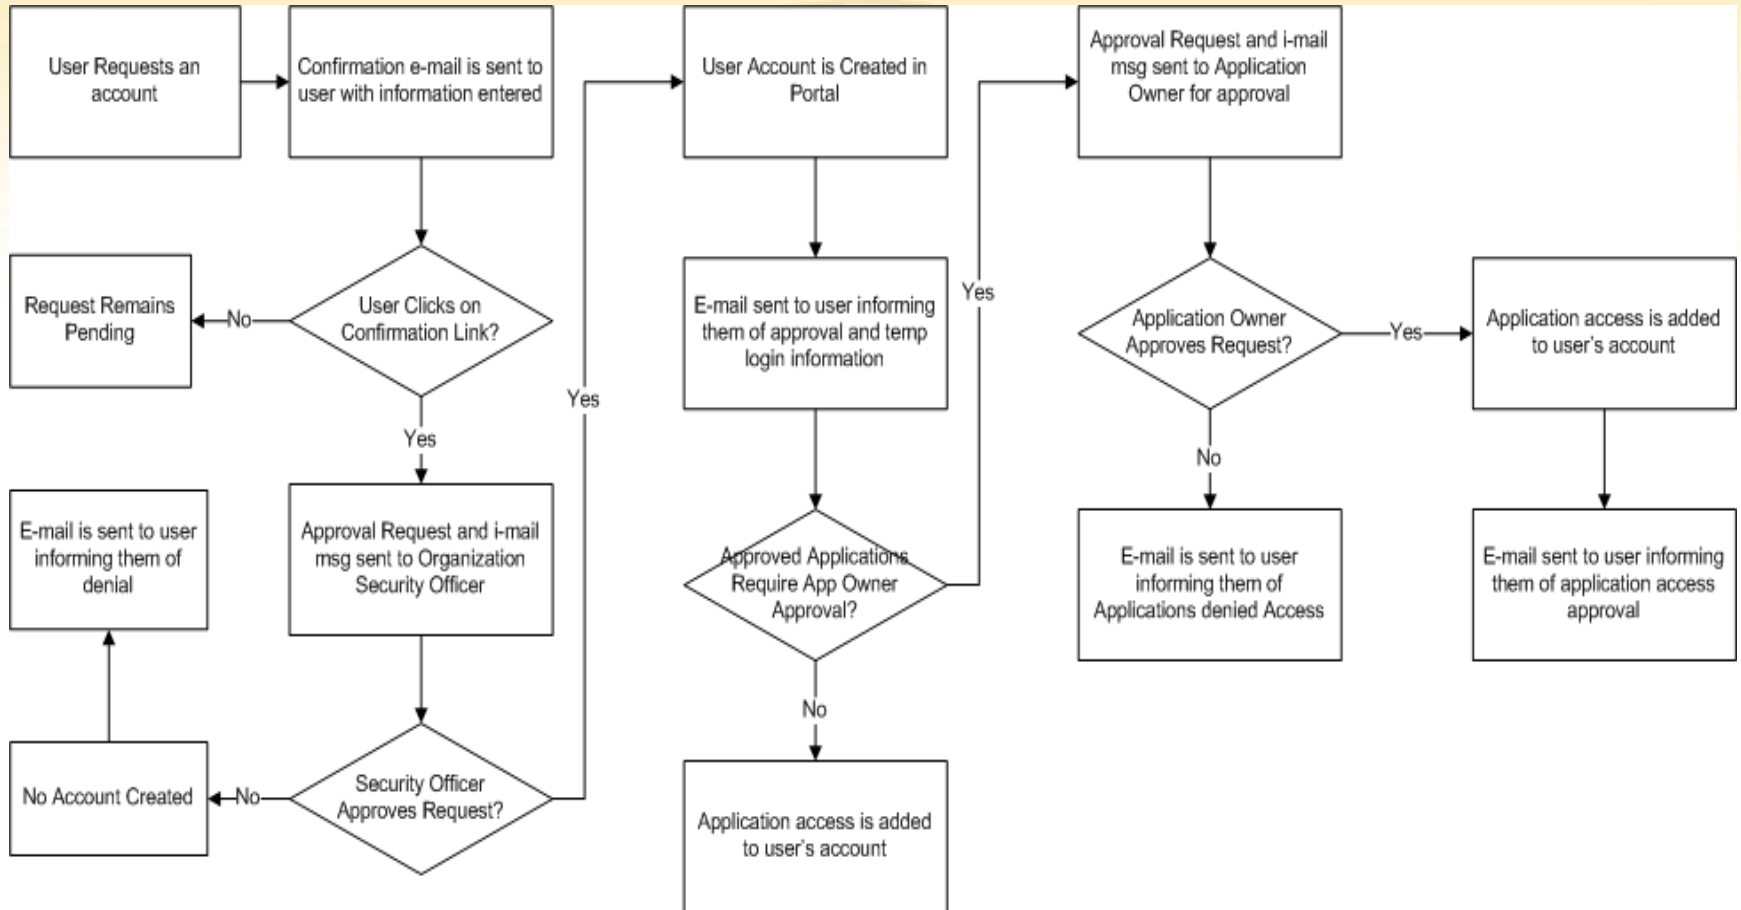 User Requests an
account
Confirmation e-mail is sent to
user with information entered
User Clicks on
Confirmation Link?
No
Request Remains
Pending
Yes
Approval Request and i-mail
msg sent to Organization
Security Officer
Security Officer
Approves Request?
No
No Account Created
E-mail is sent to user
informing them of
denial
Yes
User Account is Created in
Portal
E-mail sent to user informing
them of approval and temp
login information
Approved Applications
Require App Owner
Approval?
No
Application access is added
to user's account
Yes
Approval Request and i-mail
msg sent to Application
Owner for approval
Application Owner
Approves Request?
No
E-mail is sent to user
informing them of
Applications denied Access
Yes
Application access is added
to user's account
E-mail sent to user informing
them of application access
approval